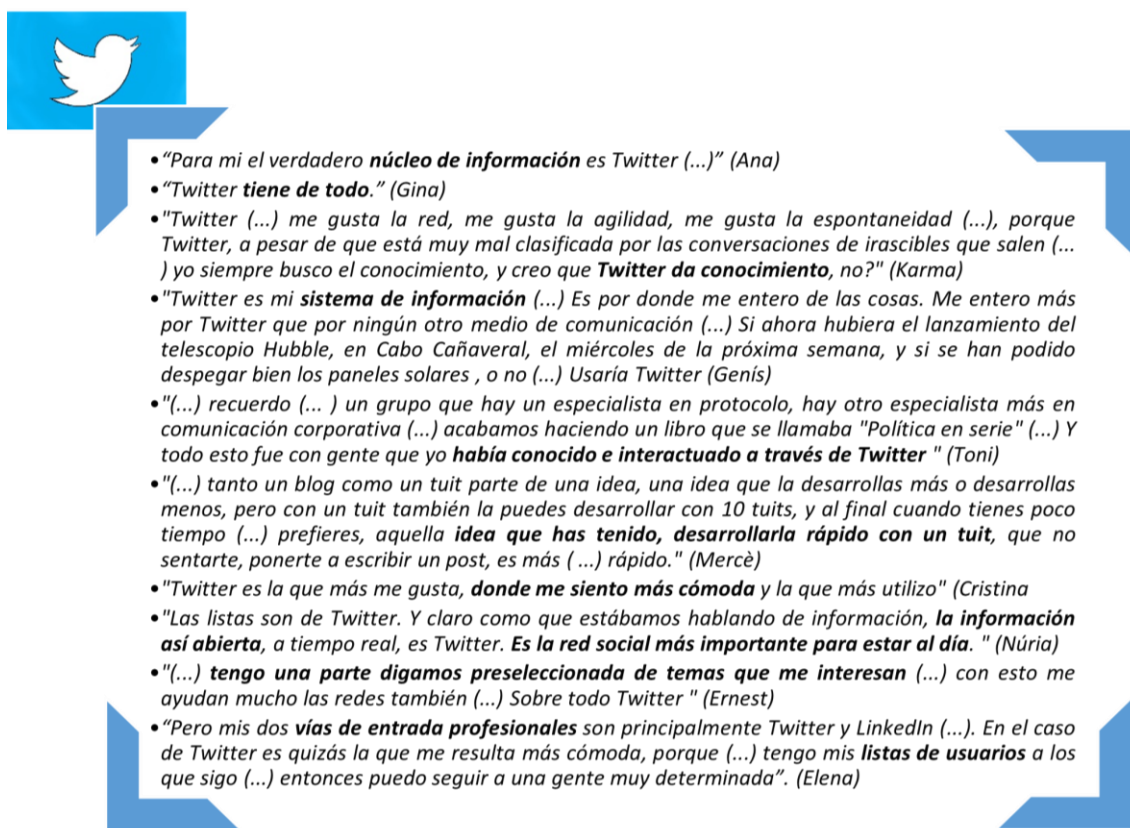 •“Para mi el verdadero núcleo de información es Twitter (...)” (Ana)
•“Twitter tiene de todo.” (Gina)
•"Twitter (...) me gusta la red, me gusta la agilidad, me gusta la espontaneidad (...), porque
Twitter, a pesar de que está muy mal clasificada por las conversaciones de irascibles que salen (...
) yo siempre busco el conocimiento, y creo que Twitter da conocimiento, no?" (Karma)
•"Twitter es mi sistema de información (...) Es por donde me entero de las cosas. Me entero más
por Twitter que por ningún otro medio de comunicación (...) Si ahora hubiera el lanzamiento del
telescopio Hubble, en Cabo Cañaveral, el miércoles de la próxima semana, y si se han podido
despegar bien los paneles solares , o no (...) Usaría Twitter (Genís)
•"(...) recuerdo (... ) un grupo que hay un especialista en protocolo, hay otro especialista más en
comunicación corporativa (...) acabamos haciendo un libro que se llamaba "Política en serie" (...) Y
todo esto fue con gente que yo había conocido e interactuado a través de Twitter " (Toni)
•"(...) tanto un blog como un tuit parte de una idea, una idea que la desarrollas más o desarrollas
menos, pero con un tuit también la puedes desarrollar con 10 tuits, y al final cuando tienes poco
tiempo (...) prefieres, aquella idea que has tenido, desarrollarla rápido con un tuit, que no
sentarte, ponerte a escribir un post, es más ( ...) rápido." (Mercè)
•"Twitter es la que más me gusta, donde me siento más cómoda y la que más utilizo" (Cristina
•"Las listas son de Twitter. Y claro como que estábamos hablando de información, la información
así abierta, a tiempo real, es Twitter. Es la red social más importante para estar al día. " (Núria)
•"(...) tengo una parte digamos preseleccionada de temas que me interesan (...) con esto me
ayudan mucho las redes también (...) Sobre todo Twitter " (Ernest)
•“Pero mis dos vías de entrada profesionales son principalmente Twitter y LinkedIn (...). En el caso
de Twitter es quizás la que me resulta más cómoda, porque (...) tengo mis listas de usuarios a los
que sigo (...) entonces puedo seguir a una gente muy determinada”. (Elena)